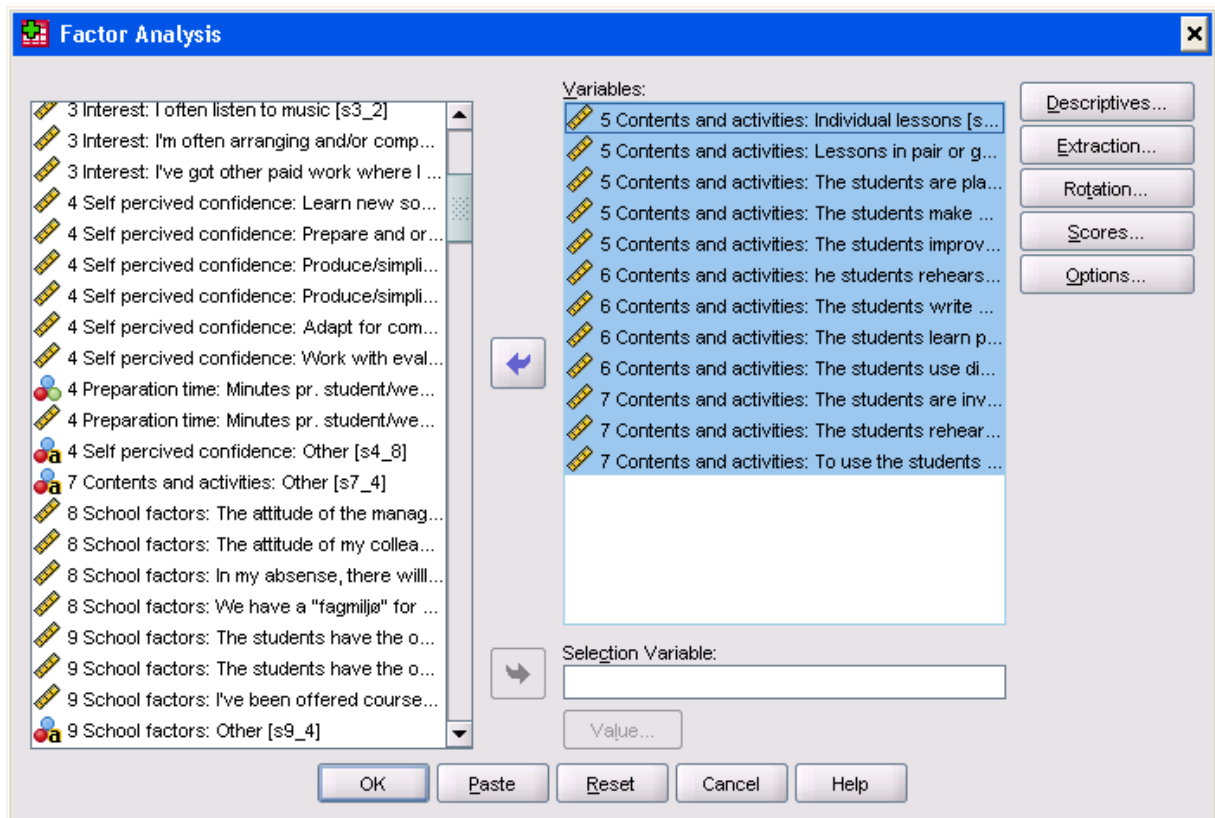 Factor Analysis
3 Interest: I often listen to music [s3_2]
3 Interest: I'm often arranging and/or comp...
3 Interest: I've got other paid work where I ...
4 Self percived confidence: Learn new so...
4 Self percived confidence: Prepare and or...
4 Self percived confidence: Produce/simpli...
4 Self percived confidence: Produce/simpli...
4 Self percived confidence: Adapt for com...
4 Self percived confidence: Work with eval...
4 Preparation time: Minutes pr. student/we...
4 Preparation time: Minutes pr. student/we...
4 Self percived confidence: Other [s4_8]
7 Contents and activities: Other [s7_4]
8 School factors: The attitude of the manag...
8 School factors: The attitude of my collea...
8 School factors: In my absense, there willl...
8 School factors: We have a "fagmiljø" for ...
9 School factors: The students have the o...
9 School factors: The students have the o...
9 School factors: I've been offered course...
9 School factors: Other [s9_4]
Variables:
5 Contents and activities: Individual lessons [s...
5 Contents and activities: Lessons in pair or g...
5 Contents and activities: The students are pla...
5 Contents and activities: The students make ...
5 Contents and activities: The students improv...
6 Contents and activities: he students rehears...
6 Contents and activities: The students write ...
6 Contents and activities: The students learn p...
6 Contents and activities: The students use di...
7 Contents and activities: The students are inv...
7 Contents and activities: The students rehear...
7 Contents and activities: To use the students ...
Selection Variable:
Value...
Descriptives...
Extraction...
Rotation...
Scores...
Options...
OK Paste Reset Cancel Help